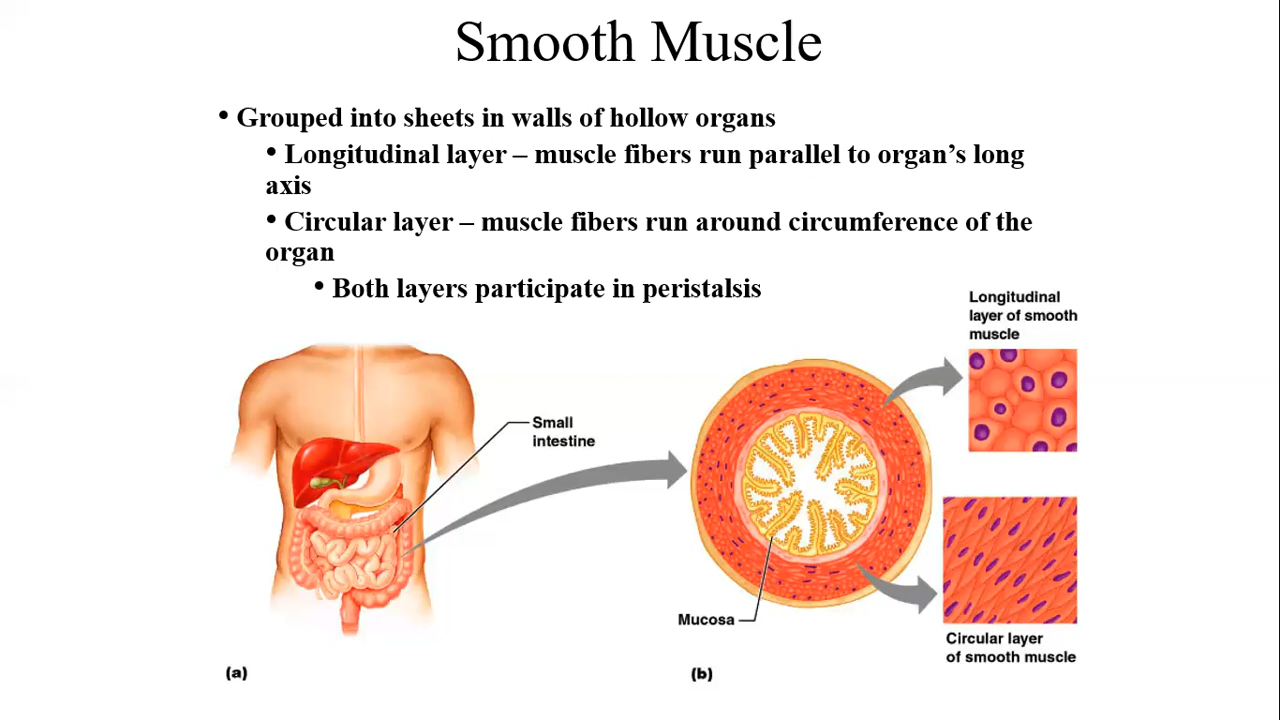 Smooth Muscle
• Grouped into sheets in walls of hollow organs
• Longitudinal layer – muscle fibers run parallel to organ’s long
axis
• Circular layer – muscle fibers run around circumference of the
organ
• Both layers participate in peristalsis
Longitudinal
layer of smooth
muscle
Small
intestine
Mucosa
Circular layer
of smooth muscle
(a)
(b)